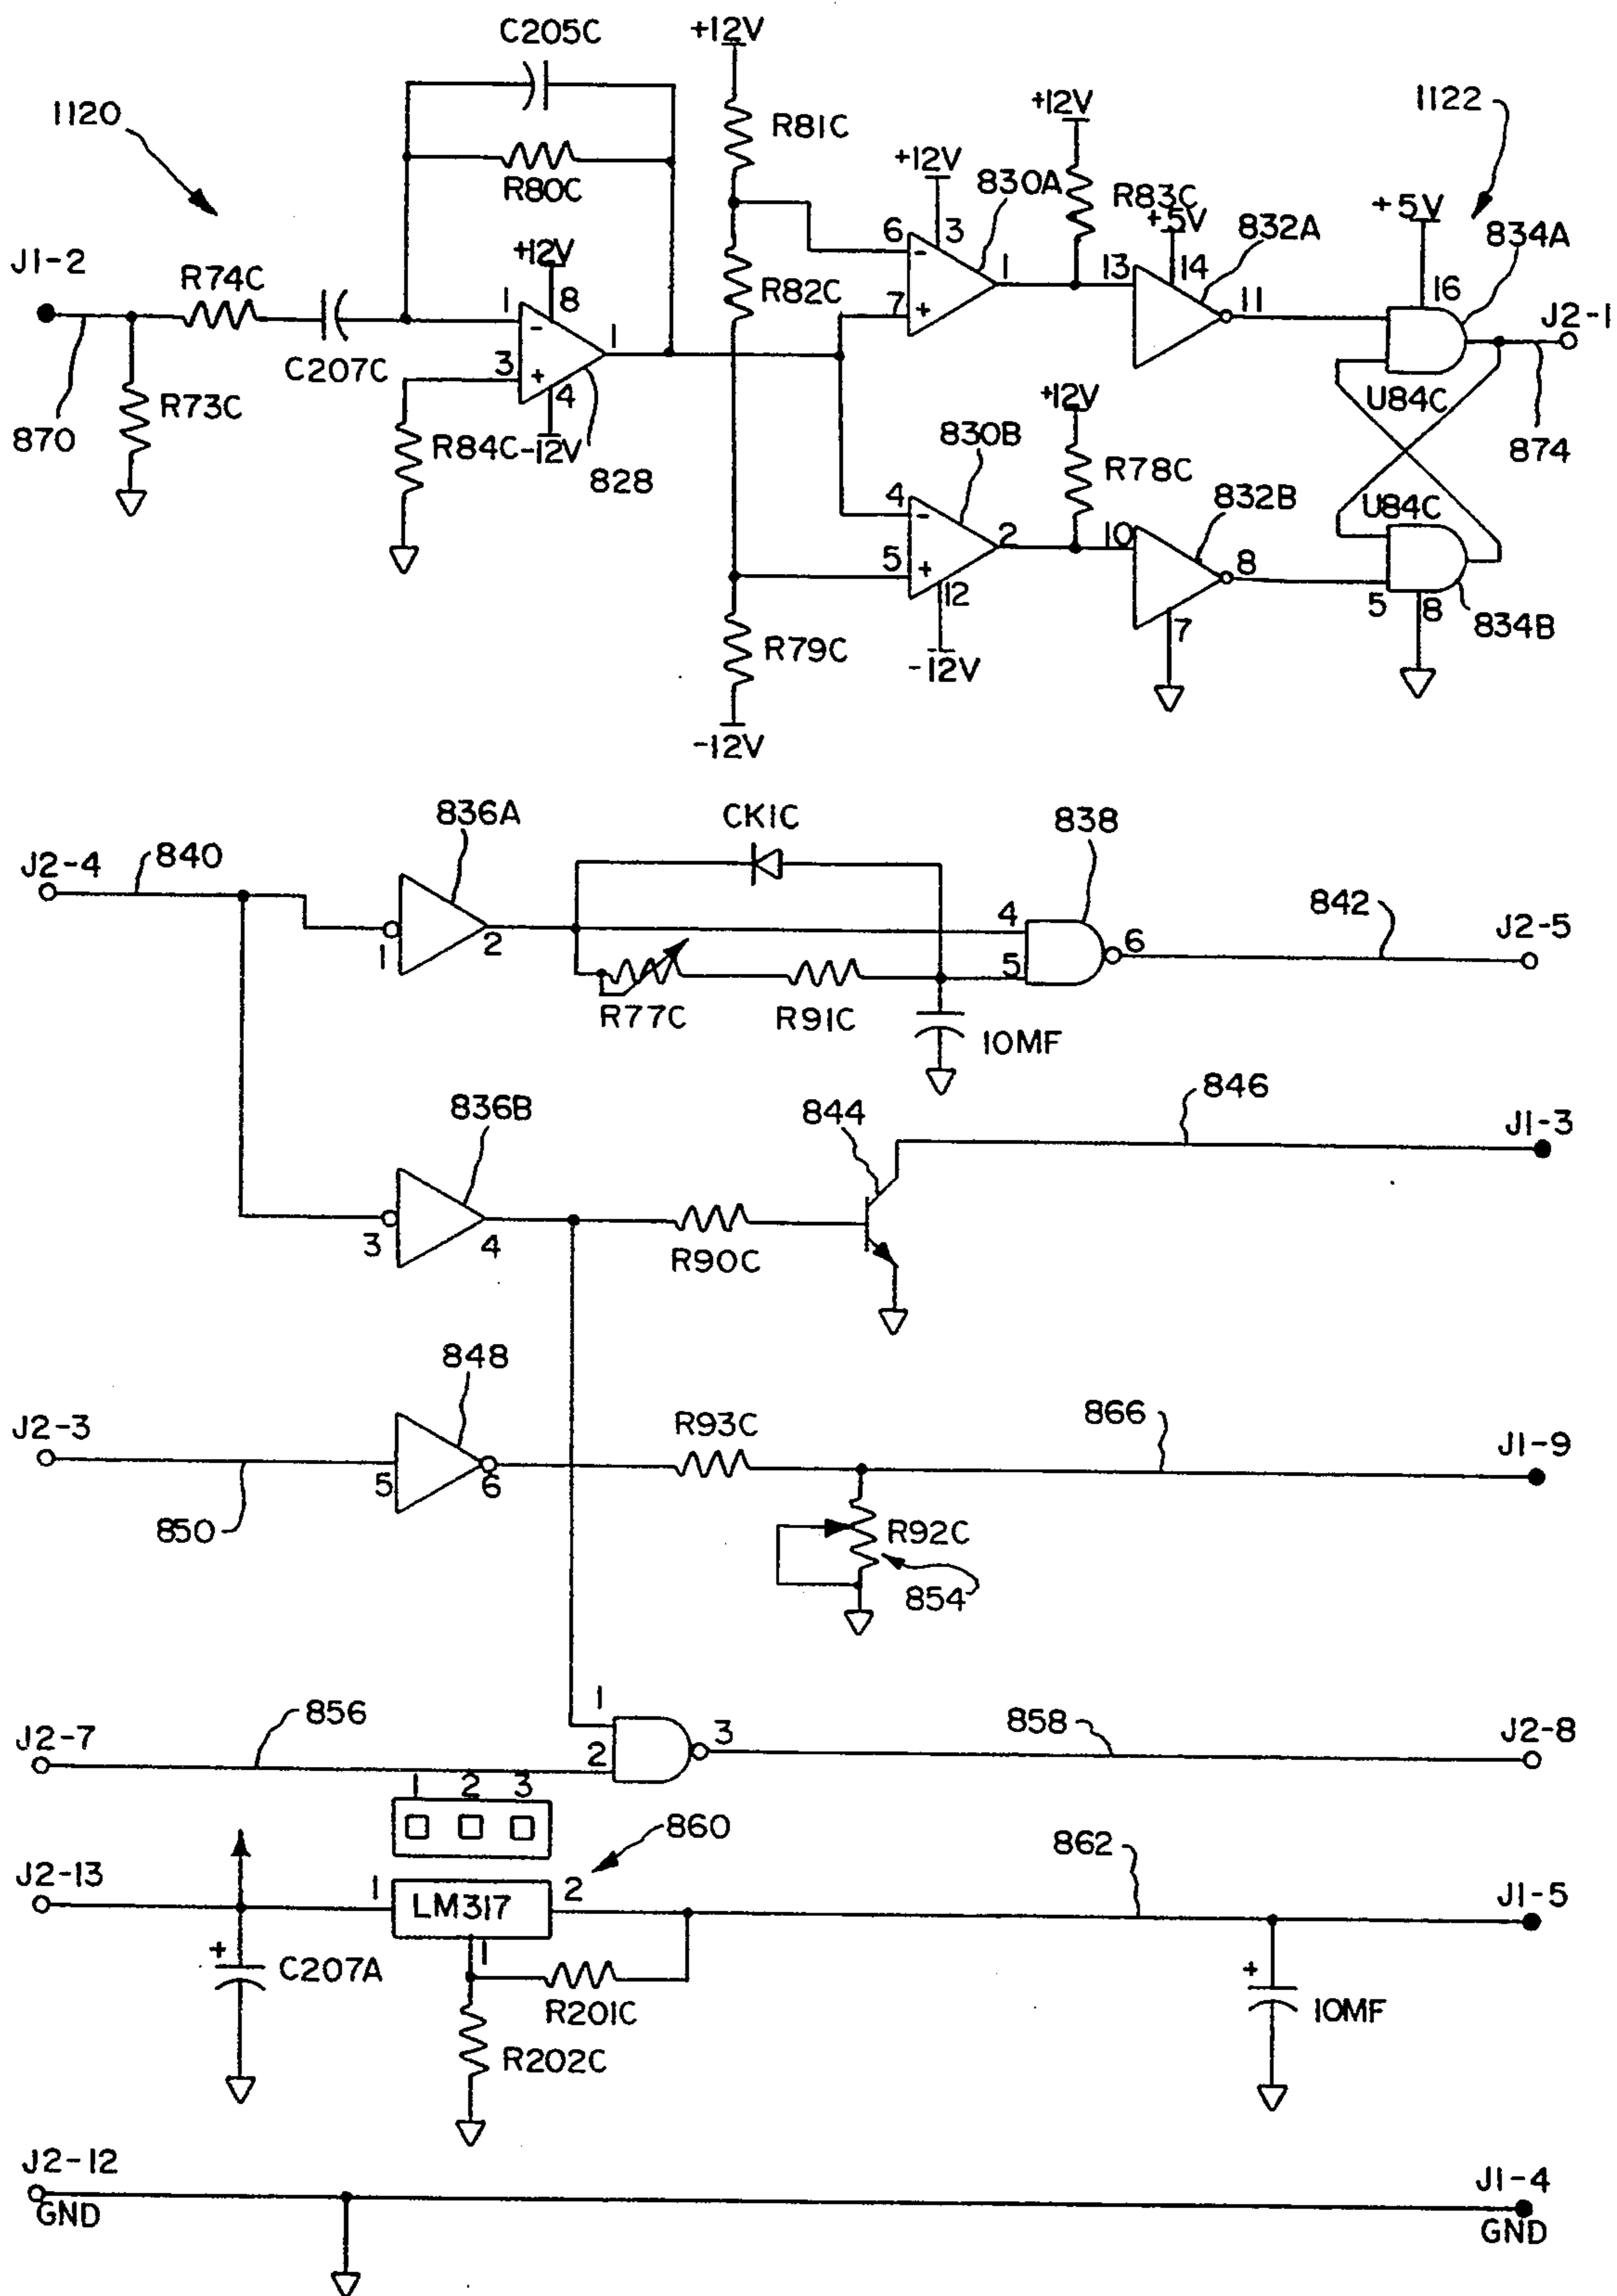 C205C
+12V
1120
R81C
+12V
1122
+12V
830A
R80C
R83C
+5V
+5V
832A
834A
J1-2
R74C
+12V
6
-
3
1
13
14
11
16
J2-1
1
-
8
R82C
7
+
C207C
3
+
1
4
U84C
870
R73C
R84C
-12V
828
+12V
830B
R78C
874
832B
U84C
4
-
2
10
8
5
+
12
7
5
8
834B
R79C
-12V
-12V
836A
CK1C
838
J2-4
840
842
J2-5
4
6
1
2
5
R77C
R91C
10MF
836B
844
846
J1-3
3
4
R90C
848
J2-3
R93C
866
J1-9
5
6
850
R92C
854
1
J2-7
856
3
858
J2-8
2
1
2
3
860
862
J2-13
1
LM317
2
J1-5
+
C207A
1
R201C
+
10MF
R202C
J2-12
GND
J1-4
GND